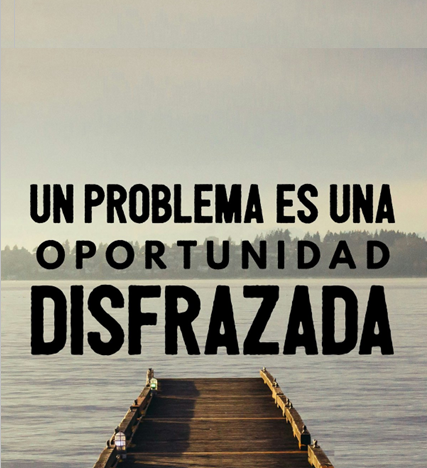 UN PROBLEMA ES UNA
OPORTUNIDAD
DISFRAZADA